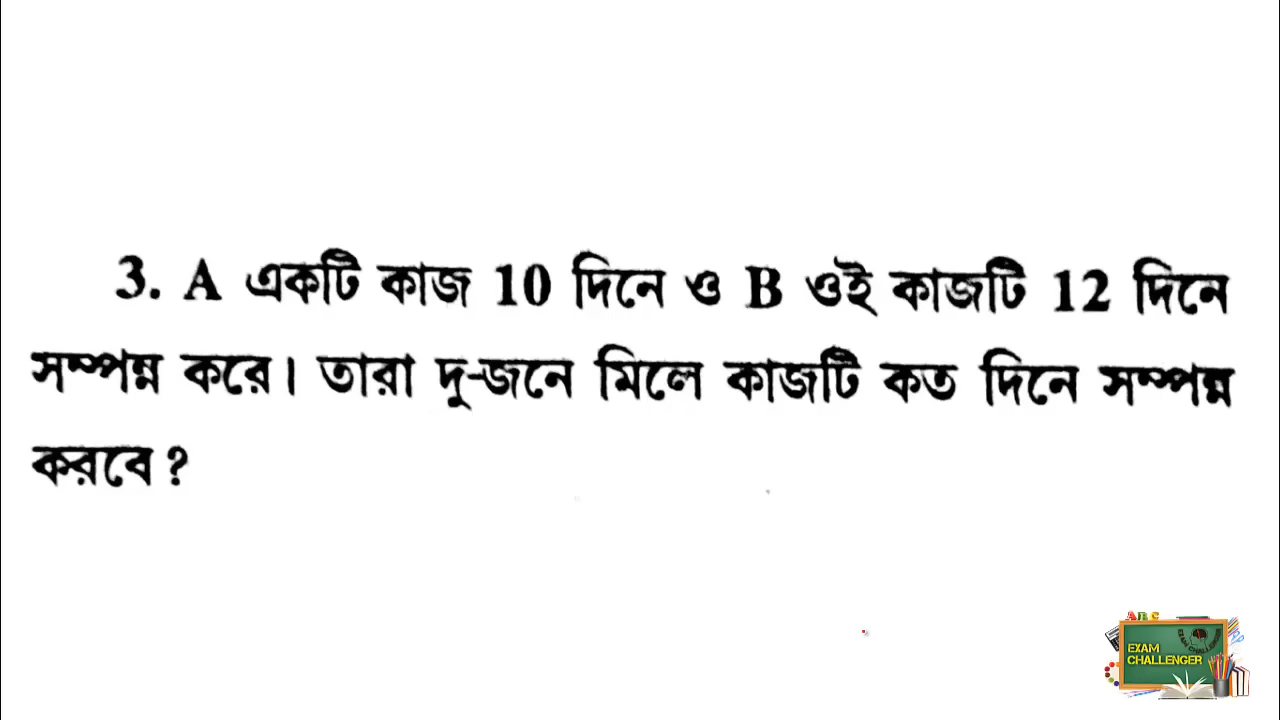 3. A একটি কাজ 10 দিনে ও B ওই কাজটি 12 দিনে
সম্পন্ন করে। তারা দু-জনে মিলে কাজটি কত দিনে সম্পন্ন
করবে?
EXAM
CHALLENGER